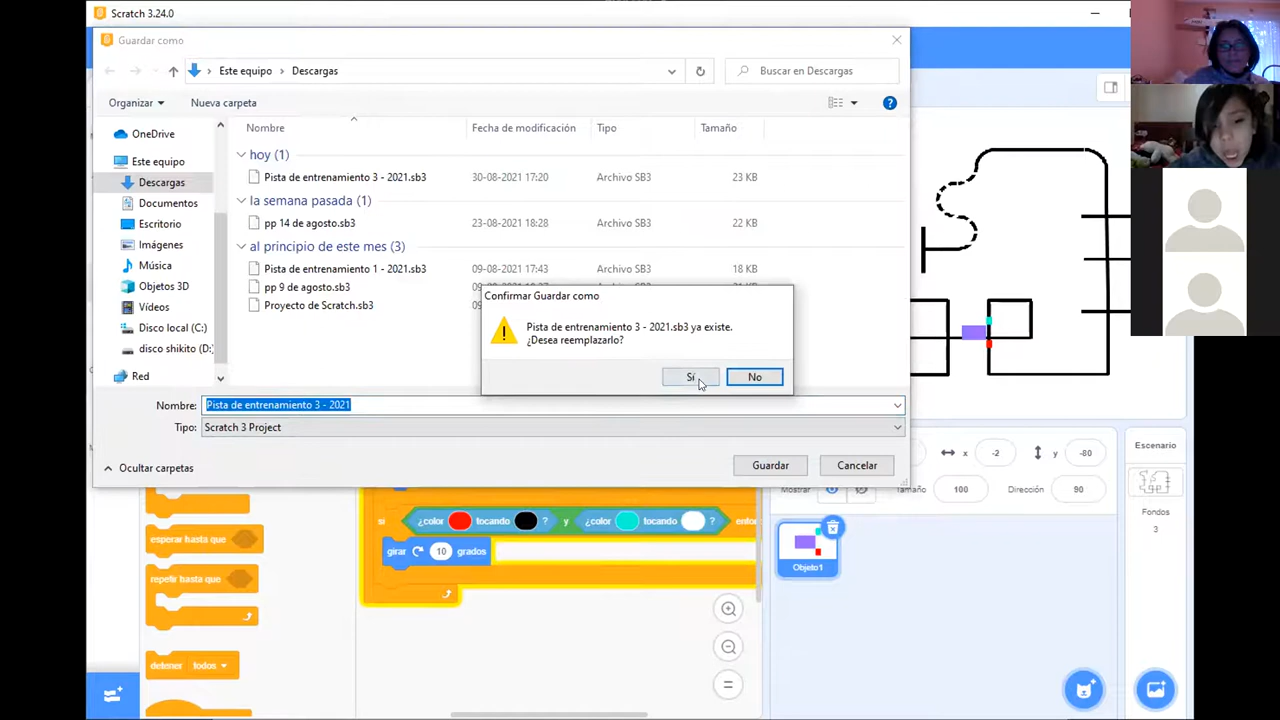 Scratch 3.24.0
Guardar como
Este equipo > Descargas
Buscar en Descargas
Organizar
Nueva carpeta
OneDrive
Este equipo
Descargas
Documentos
Escritorio
Imágenes
Música
Objetos 3D
Vídeos
Disco local (C:)
disco shikito (D:)
Red
Nombre Fecha de modificación Tipo Tamaño
hoy (1)
Pista de entrenamiento 3 - 2021.sb3 30-08-2021 17:20 Archivo SB3 23 KB
la semana pasada (1)
pp 14 de agosto.sb3 23-08-2021 18:28 Archivo SB3 22 KB
al principio de este mes (3)
Pista de entrenamiento 1 - 2021.sb3 09-08-2021 17:43 Archivo SB3 18 KB
pp 9 de agosto.sb3
Proyecto de Scratch.sb3
Confirmar Guardar como
Pista de entrenamiento 3 - 2021.sb3 ya existe.
¿Desea reemplazarlo?
Sí
No
Nombre: Pista de entrenamiento 3 - 2021
Tipo: Scratch 3 Project
Ocultar carpetas
Guardar
Cancelar
x -2 y -80
Mostrar Tamaño 100 Dirección 90
Objeto1
Escenario
Fondos
3
esperar hasta que
repetir hasta que
detener todos
si ¿color tocando ? y ¿color tocando ?
girar 10 grados